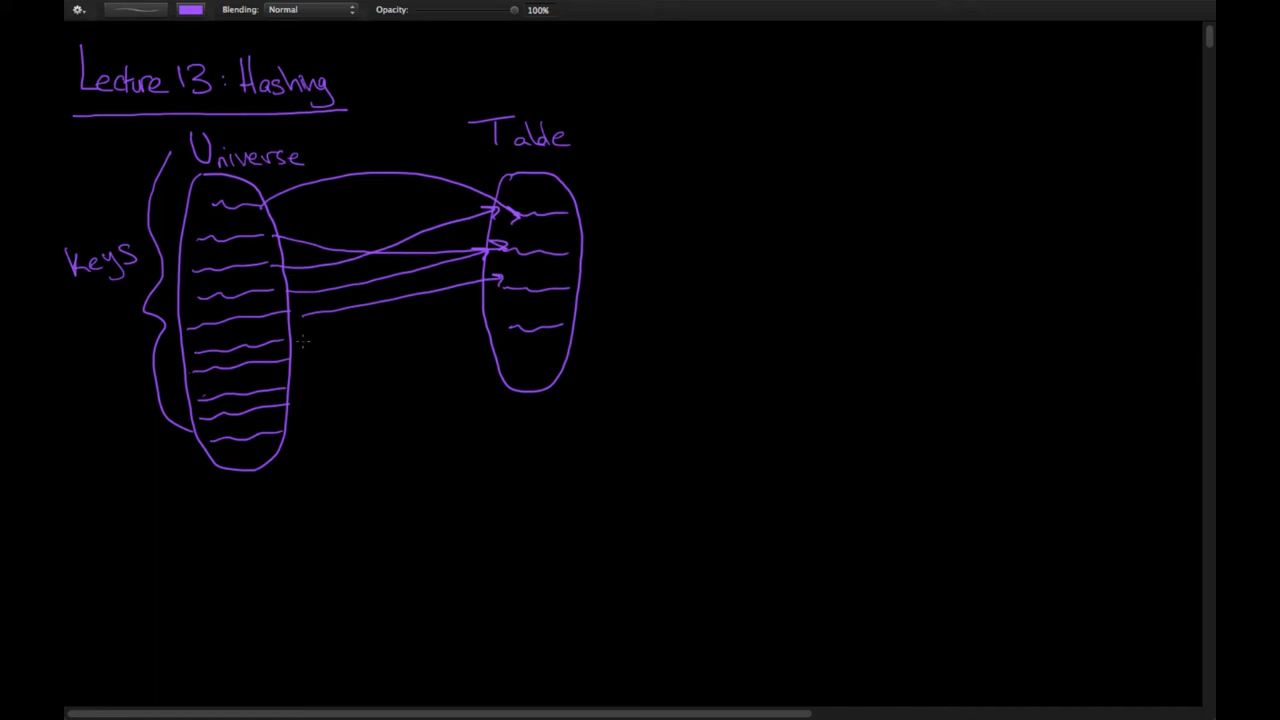 Blending: Normal Opacity: 100%
Lecture 13: Hashing
Universe
Table
Keys